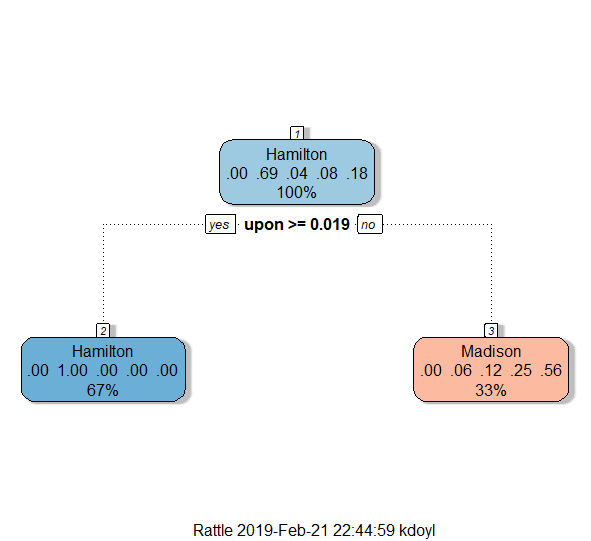 1
Hamilton
.00 .69 .04 .08 .18
100%
yes upon >= 0.019 no
2
Hamilton
.00 1.00 .00 .00 .00
67%
3
Madison
.00 .06 .12 .25 .56
33%
Rattle 2019-Feb-21 22:44:59 kdoyl